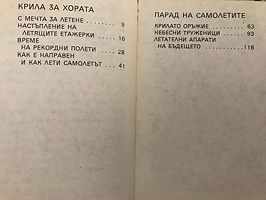 КРИЛА ЗА ХОРАТА
С МЕЧТА ЗА ЛЕТЕНЕ 9
НАСТЪПЛЕНИЕ НА
ЛЕТЯЩИТЕ ЕТАЖЕРКИ 16
ВРЕМЕ
НА РЕКОРДНИ ПОЛЕТИ 28
КАК Е НАПРАВЕН
И КАК ЛЕТИ САМОЛЕТЪТ 41
ПАРАД НА САМОЛЕТИТЕ
КРИЛАТО ОРЪЖИЕ 63
НЕБЕСНИ ТРУЖЕНИЦИ 93
ЛЕТАТЕЛНИ АПАРАТИ
НА БЪДЕЩЕТО 118